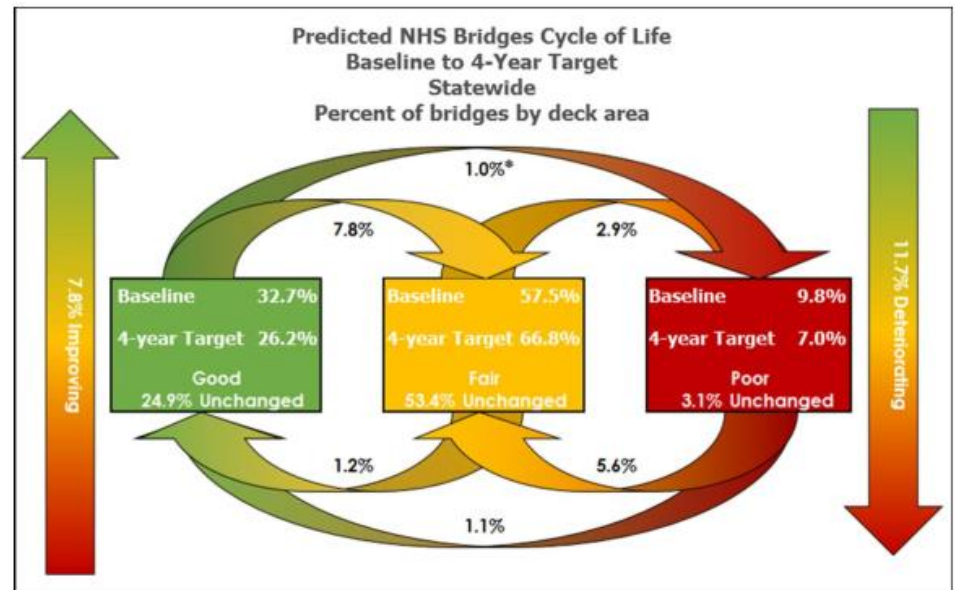 Predicted NHS Bridges Cycle of Life
Baseline to 4-Year Target
Statewide
Percent of bridges by deck area
1.0%*
7.8%
2.9%
7.8% Improving
11.7% Deteriorating
Baseline 32.7%
4-year Target 26.2%
Good
24.9% Unchanged
Baseline 57.5%
4-year Target 66.8%
Fair
53.4% Unchanged
Baseline 9.8%
4-year Target 7.0%
Poor
3.1% Unchanged
1.2%
5.6%
1.1%